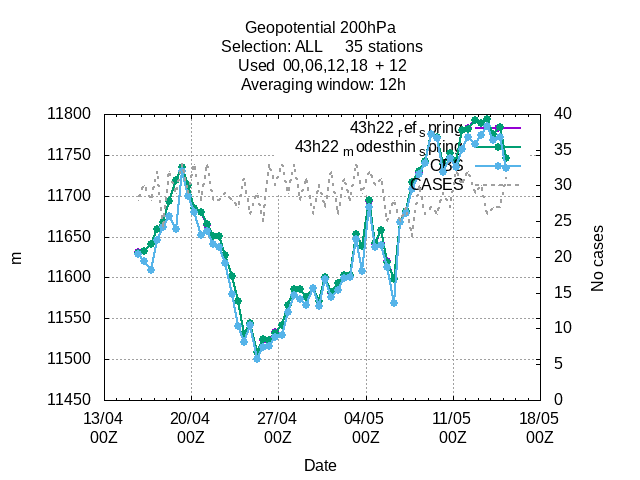 Geopotential 200hPa
Selection: ALL 35 stations
Used 00,06,12,18 + 12
Averaging window: 12h
43h22_ref_spring
43h22_modesthin_spring
OBS
CASES
11800
11750
11700
11650
11600
11550
11500
11450
m
40
35
30
25
20
15
10
5
0
No cases
13/04 20/04 27/04 04/05 11/05 18/05
00Z 00Z 00Z 00Z 00Z 00Z
Date